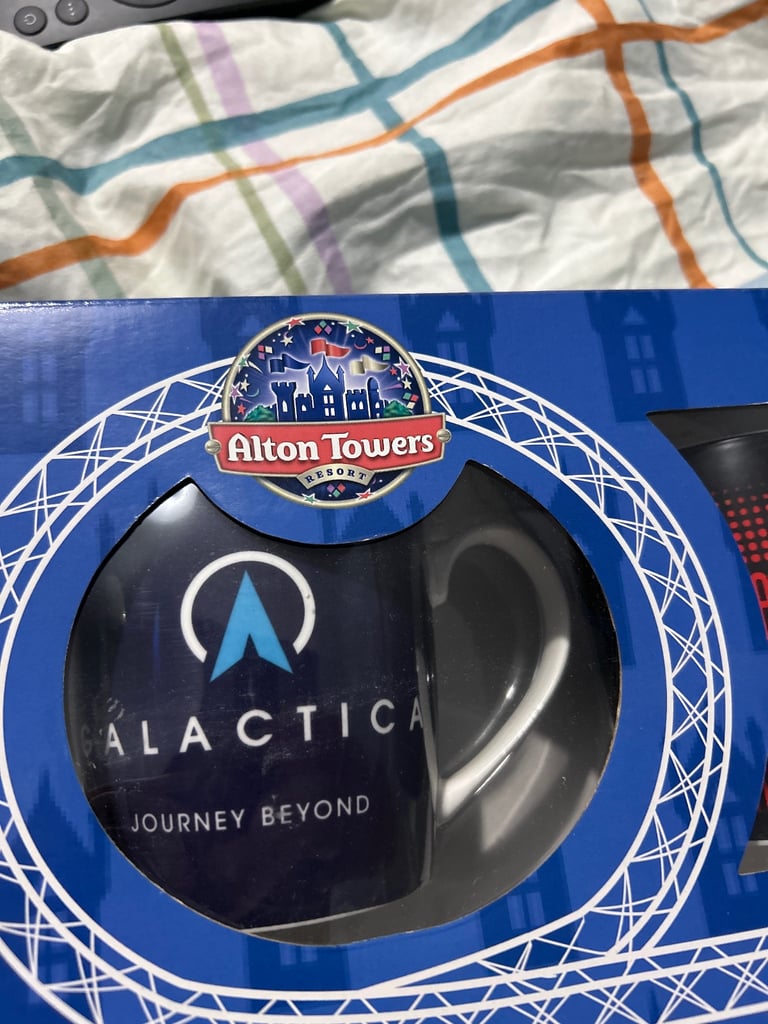 Alton Towers
RESORT
GALACTICA
JOURNEY BEYOND